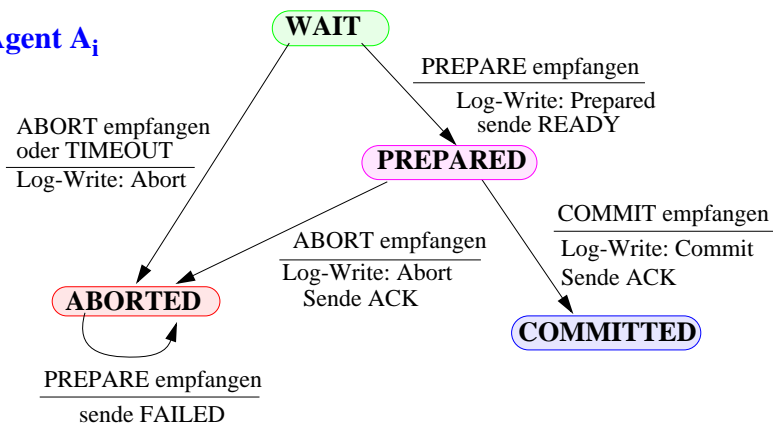 Agent Ai
WAIT
PREPARE empfangen
Log-Write: Prepared
sende READY
ABORT empfangen
oder TIMEOUT
Log-Write: Abort
PREPARED
COMMIT empfangen
Log-Write: Commit
Sende ACK
ABORT empfangen
Log-Write: Abort
Sende ACK
ABORTED
COMMITTED
PREPARE empfangen
sende FAILED